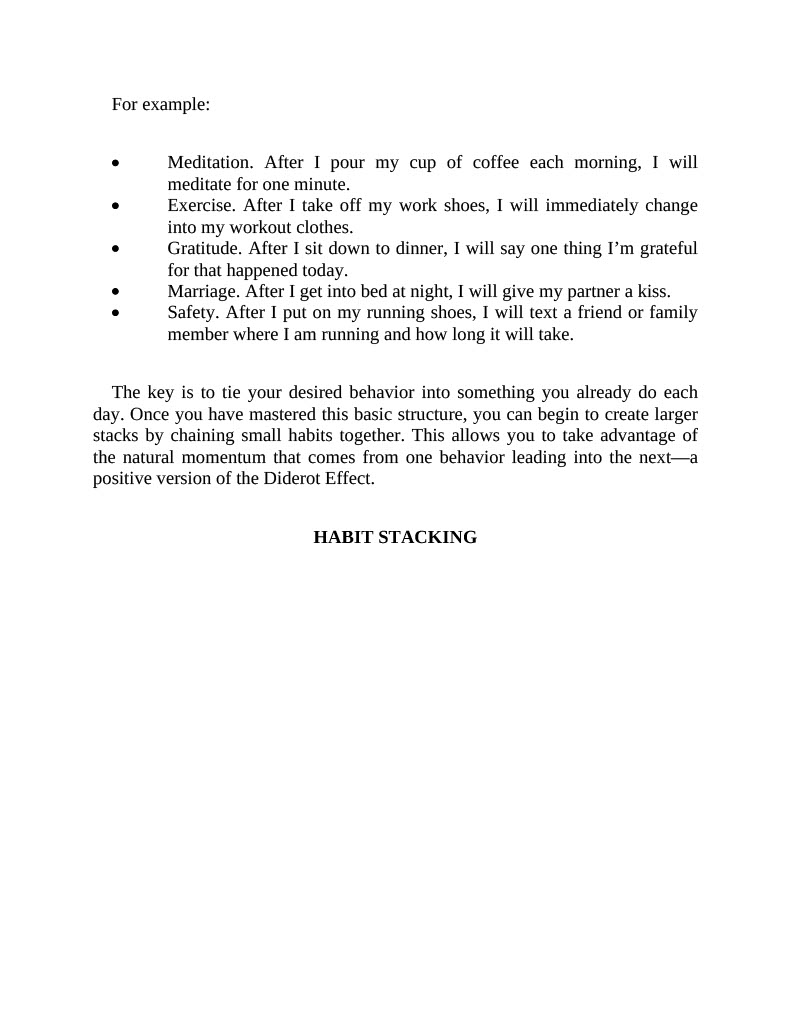 For example:
• Meditation. After I pour my cup of coffee each morning, I will
meditate for one minute.
• Exercise. After I take off my work shoes, I will immediately change
into my workout clothes.
• Gratitude. After I sit down to dinner, I will say one thing I’m grateful
for that happened today.
• Marriage. After I get into bed at night, I will give my partner a kiss.
• Safety. After I put on my running shoes, I will text a friend or family
member where I am running and how long it will take.
The key is to tie your desired behavior into something you already do each
day. Once you have mastered this basic structure, you can begin to create larger
stacks by chaining small habits together. This allows you to take advantage of
the natural momentum that comes from one behavior leading into the next—a
positive version of the Diderot Effect.
HABIT STACKING